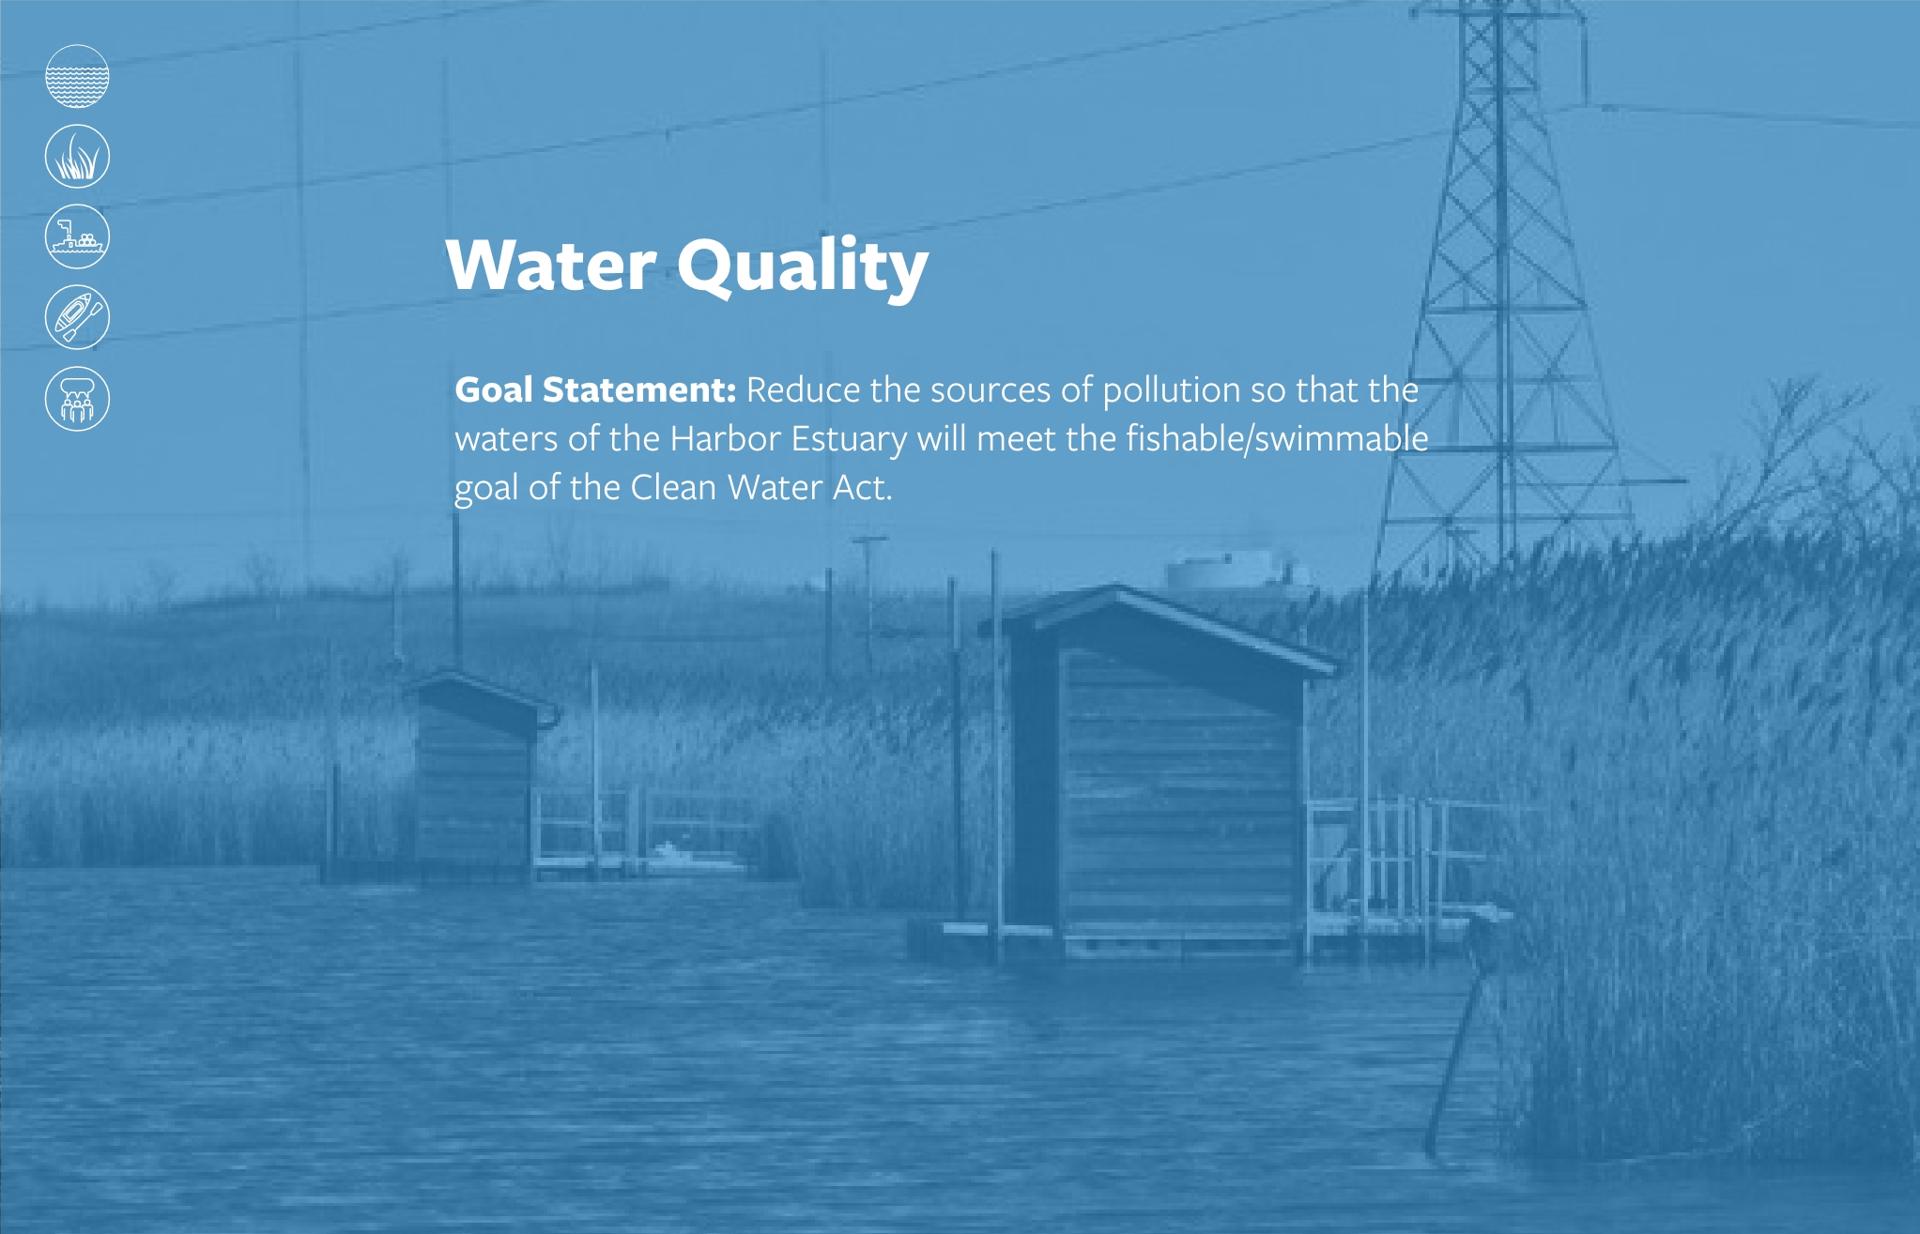 Water Quality
Goal Statement: Reduce the sources of pollution so that the
waters of the Harbor Estuary will meet the fishable/swimmable
goal of the Clean Water Act.